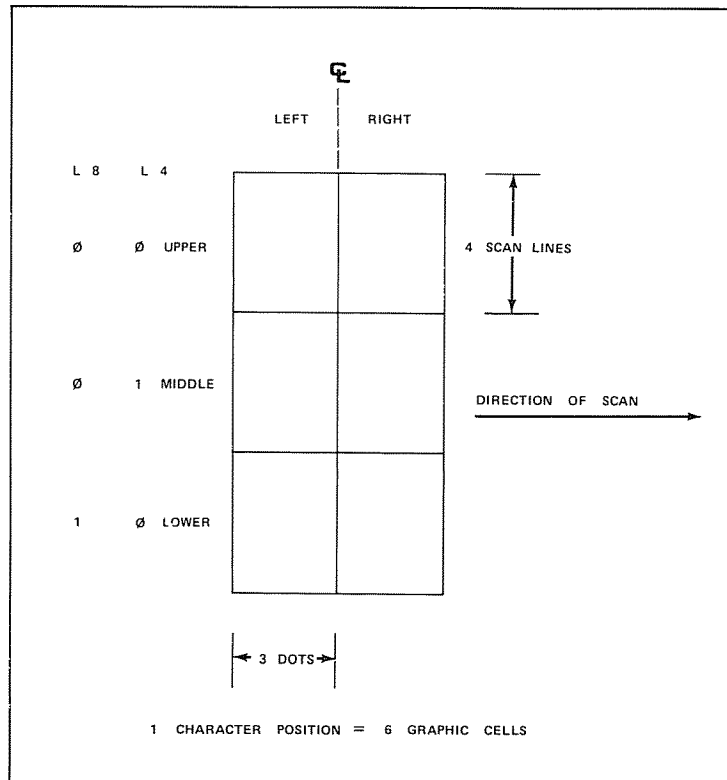 ℄
LEFT RIGHT
L 8 L 4
Ø Ø UPPER 4 SCAN LINES
Ø 1 MIDDLE
DIRECTION OF SCAN
1 Ø LOWER
3 DOTS
1 CHARACTER POSITION = 6 GRAPHIC CELLS